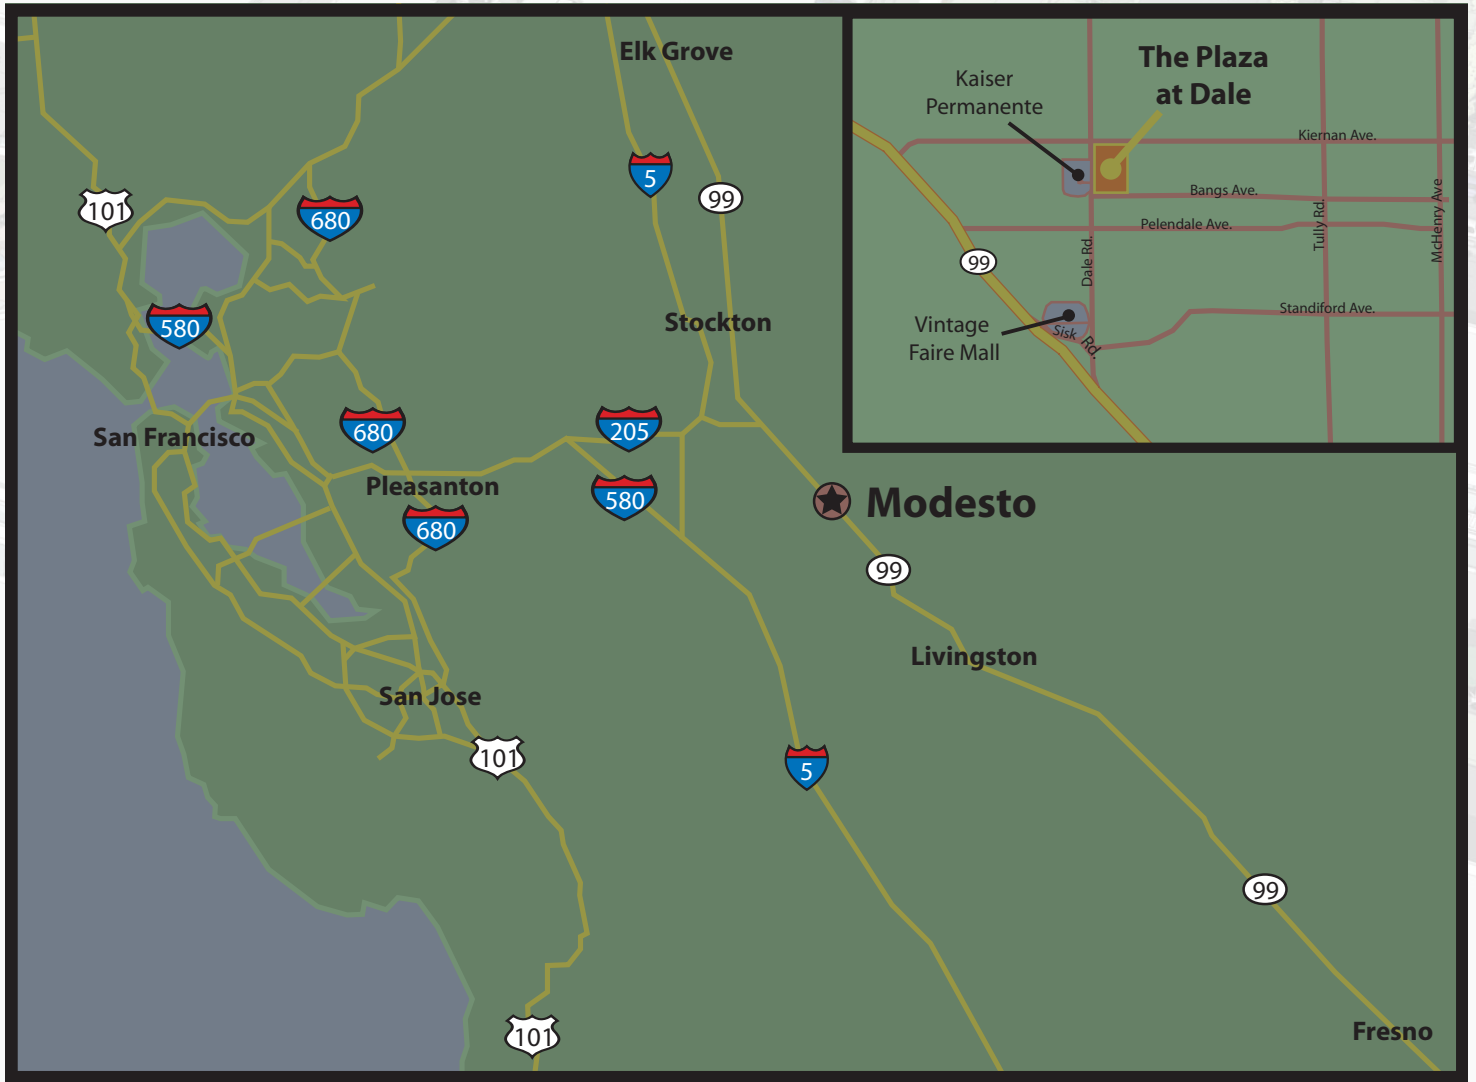 Elk Grove
The Plaza
at Dale
Kaiser
Permanente
Kiernan Ave.
Bangs Ave.
Pelendale Ave.
Tully Rd.
McHenry Ave
Dale Rd.
99
Standiford Ave.
Vintage
Faire Mall
Sisk Rd.
5
99
101
680
580
Stockton
680
205
San Francisco
Pleasanton
580
Modesto
680
99
Livingston
San Jose
101
5
99
Fresno
101